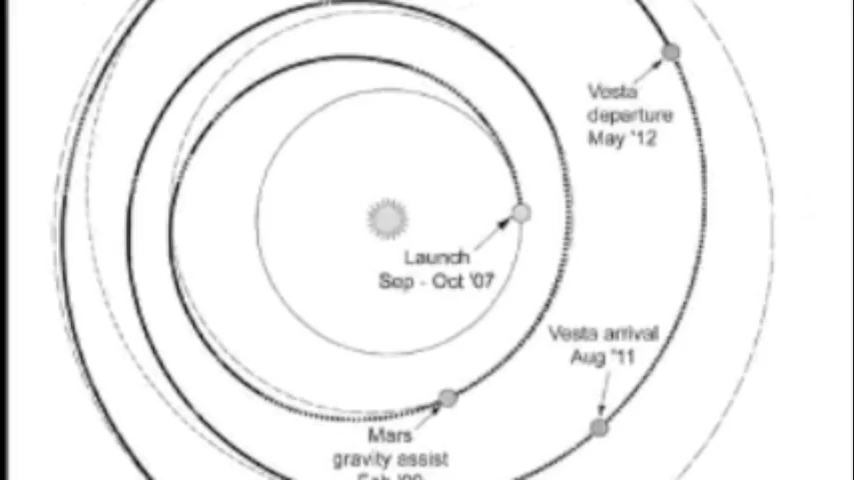 Vesta
departure
May '12
Launch
Sep - Oct '07
Vesta arrival
Aug '11
Mars
gravity assist